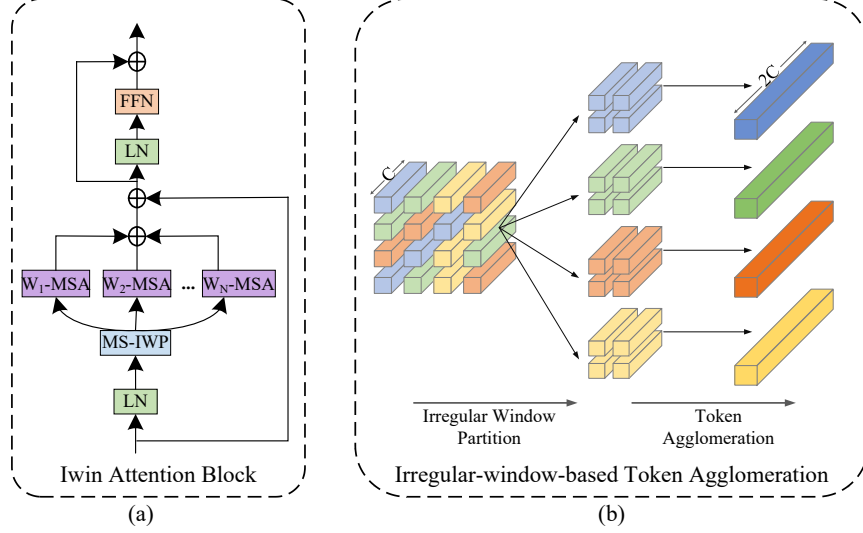 FFN
LN
W1-MSA W2-MSA ... WN-MSA
MS-IWP
LN
Iwin Attention Block
(a)
C
2C
Irregular Window
Partition
Token
Agglomeration
Irregular-window-based Token Agglomeration
(b)